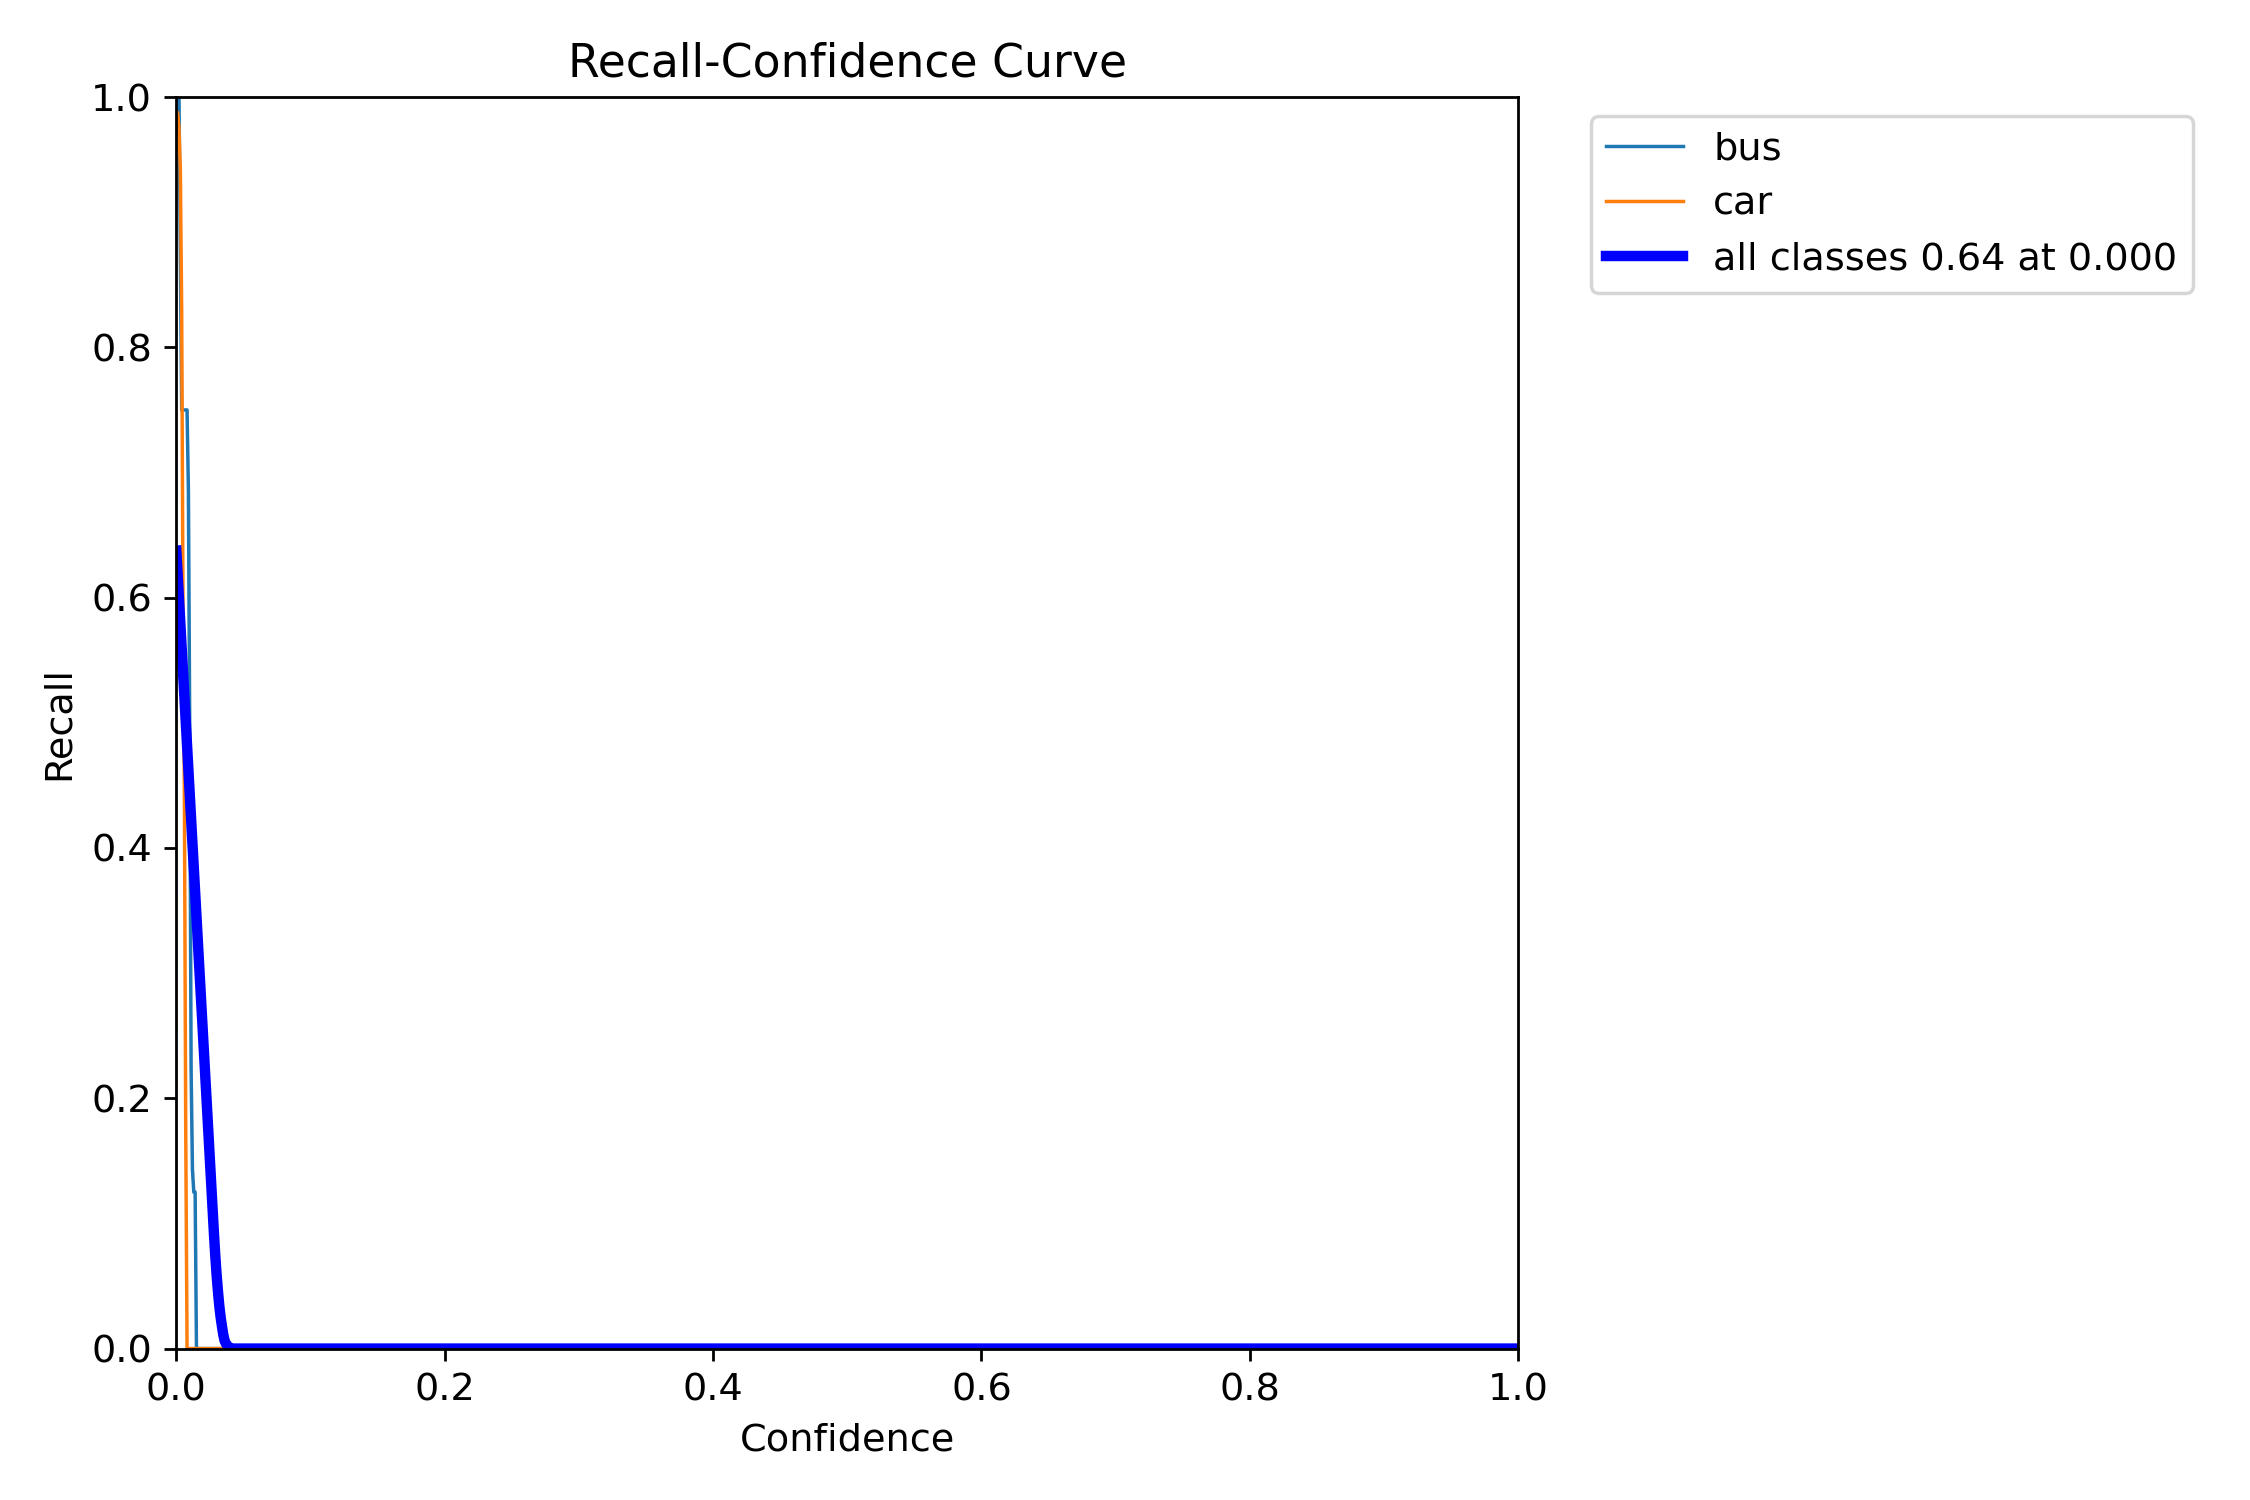 Recall-Confidence Curve
1.0
0.8
0.6
0.4
0.2
0.0
Recall
0.0 0.2 0.4 0.6 0.8 1.0
Confidence
bus
car
all classes 0.64 at 0.000